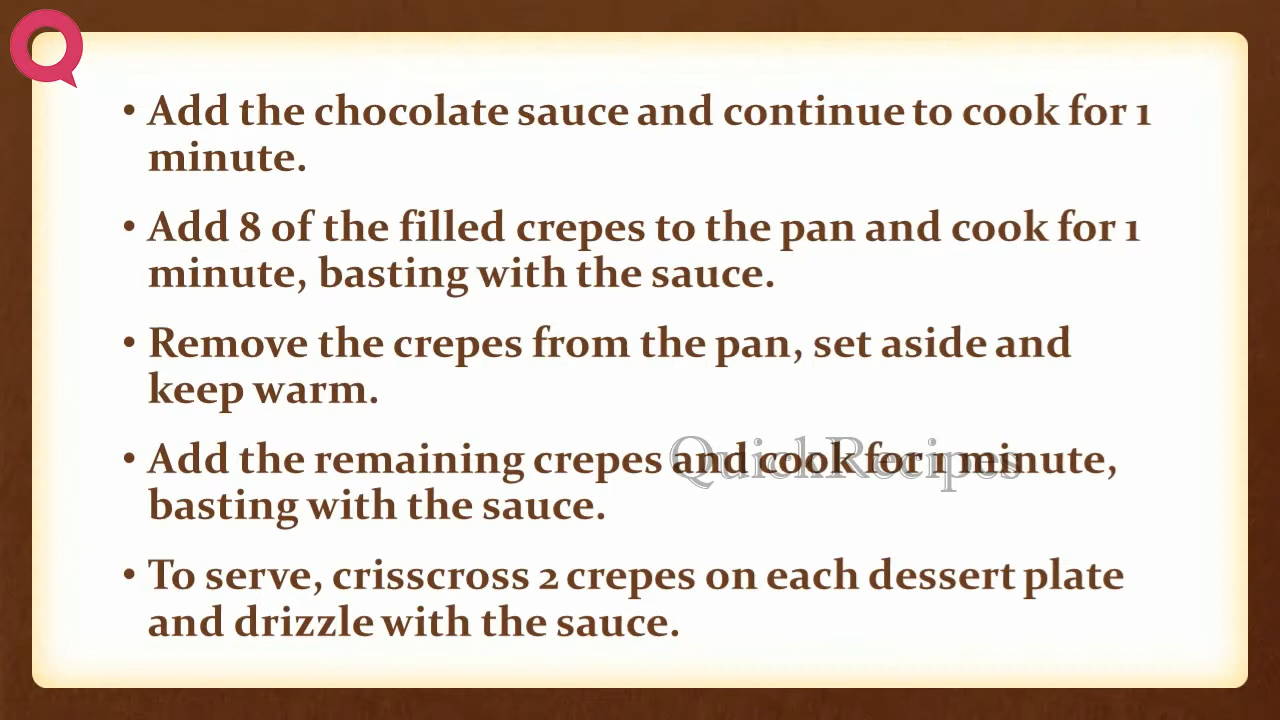 • Add the chocolate sauce and continue to cook for 1
minute.
• Add 8 of the filled crepes to the pan and cook for 1
minute, basting with the sauce.
• Remove the crepes from the pan, set aside and
keep warm.
• Add the remaining crepes and cook for 1 minute,
QuickRecipes
basting with the sauce.
• To serve, crisscross 2 crepes on each dessert plate
and drizzle with the sauce.